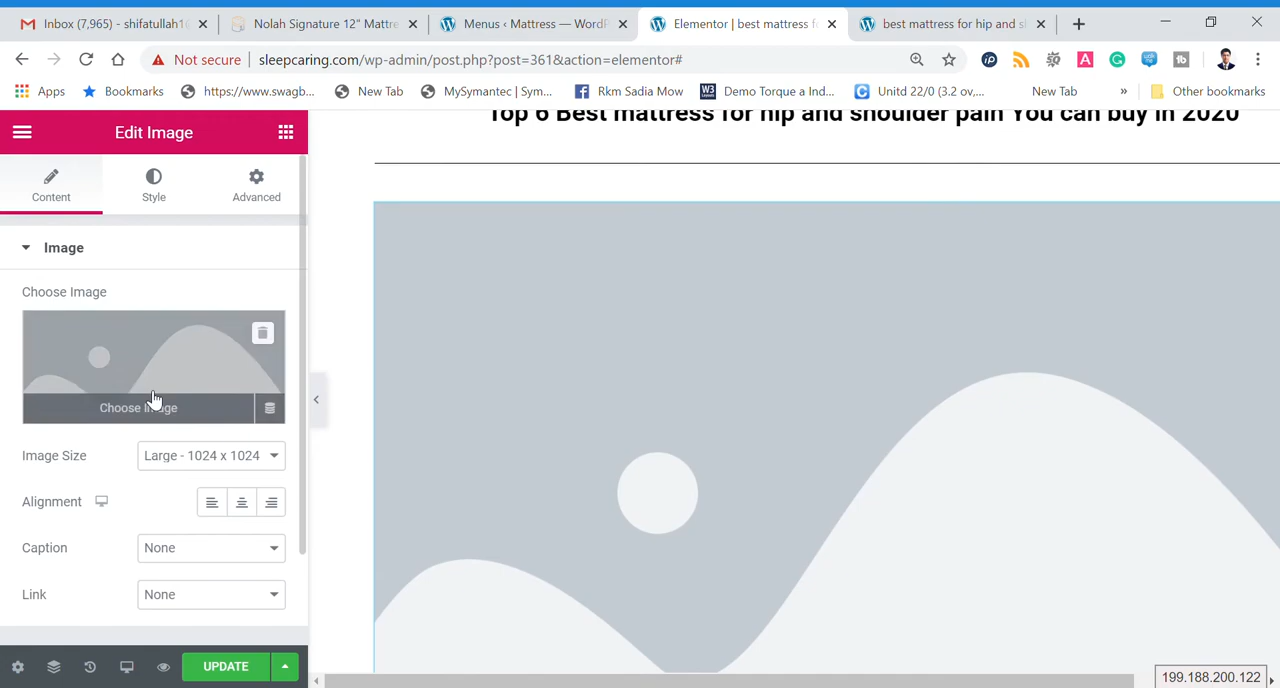 Inbox (7,965) - shifatullah1@
Nolah Signature 12" Mattre
Menus ‹ Mattress — WordP
Elementor | best mattress f
best mattress for hip and s
Not secure
sleepcaring.com/wp-admin/post.php?post=361&action=elementor#
Apps
Bookmarks
https://www.swagb...
New Tab
MySymantec | Sym...
Rkm Sadia Mow
Demo Torque a Ind...
Unitd 22/0 (3.2 ov,...
New Tab
»
Other bookmarks
Edit Image
Top 6 Best mattress for hip and shoulder pain You can buy in 2020
Content
Style
Advanced
Image
Choose Image
Choose Image
Image Size
Large - 1024 x 1024
Alignment
Caption
None
Link
None
UPDATE
199.188.200.122